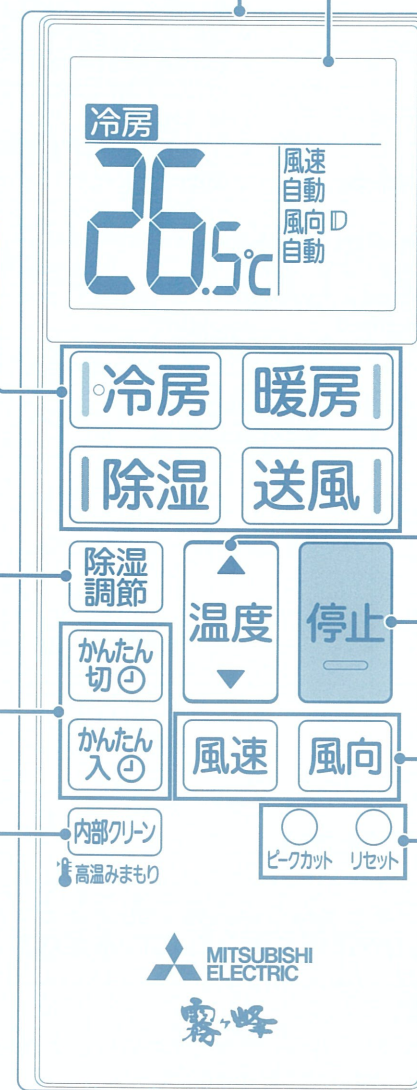 冷房
26.5℃
風速
自動
風向
自動
冷房
暖房
除湿
送風
除湿
調節
温度
停止
かんたん
切
かんたん
入
風速
風向
内部クリーン
高温みまもり
ピークカット
リセット
MITSUBISHI
ELECTRIC
霧ヶ峰